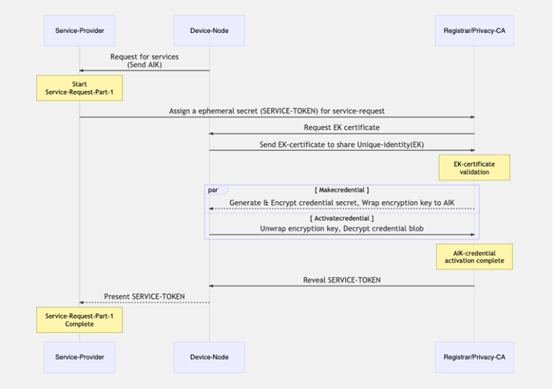 Service-Provider
Device-Node
Registrar/Privacy-CA
Request for services
(Send AIK)
Start
Service-Request-Part-1
Assign a ephemeral secret (SERVICE-TOKEN) for service-request
Request EK certificate
Send EK-certificate to share Unique-identity(EK)
EK-certificate
validation
par
[ Makecredential ]
Generate & Encrypt credential secret, Wrap encryption key to AIK
[ Activatecredential ]
Unwrap encryption key, Decrypt credential blob
AIK-credential
activation complete
Reveal SERVICE-TOKEN
Present SERVICE-TOKEN
Service-Request-Part-1
Complete
Service-Provider
Device-Node
Registrar/Privacy-CA